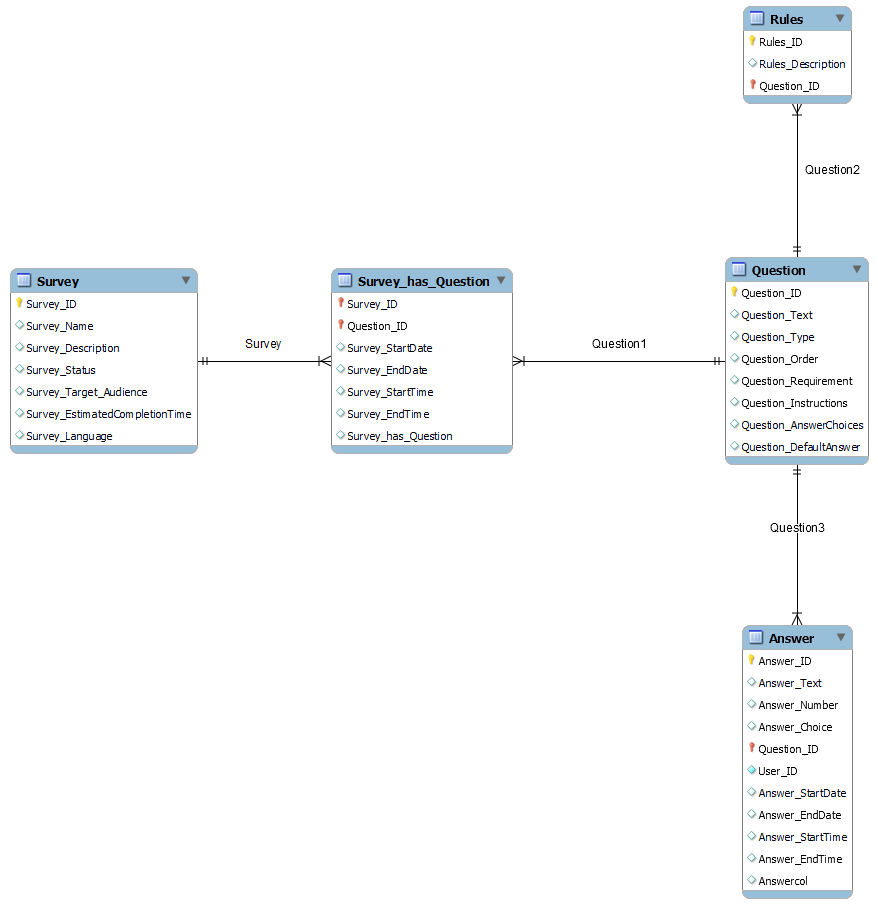 Rules
Rules_ID
Rules_Description
Question_ID
Question2
Survey
Survey_ID
Survey_Name
Survey_Description
Survey_Status
Survey_Target_Audience
Survey_EstimatedCompletionTime
Survey_Language
Survey
Survey_has_Question
Survey_ID
Question_ID
Survey_StartDate
Survey_EndDate
Survey_StartTime
Survey_EndTime
Survey_has_Question
Question1
Question
Question_ID
Question_Text
Question_Type
Question_Order
Question_Requirement
Question_Instructions
Question_AnswerChoices
Question_DefaultAnswer
Question3
Answer
Answer_ID
Answer_Text
Answer_Number
Answer_Choice
Question_ID
User_ID
Answer_StartDate
Answer_EndDate
Answer_StartTime
Answer_EndTime
Answercol